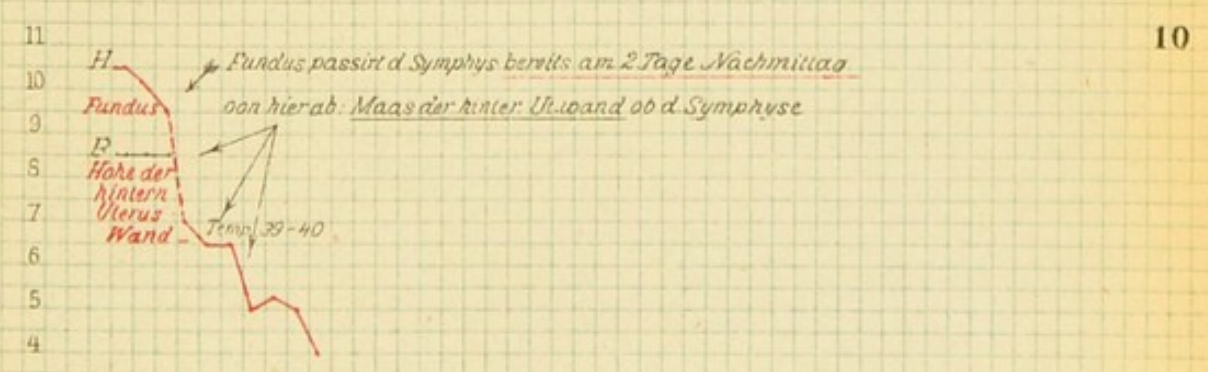 11
10
H
Fundus passirt d Symphys bereits am 2 Tage Nachmittag
10
Fundus
von hier ab: Maas der hinter. Ut.wand ob d Symphyse
9
B
8
Höhe der
hintern
Uterus
Wand
7
Temp. 39-40
6
5
4